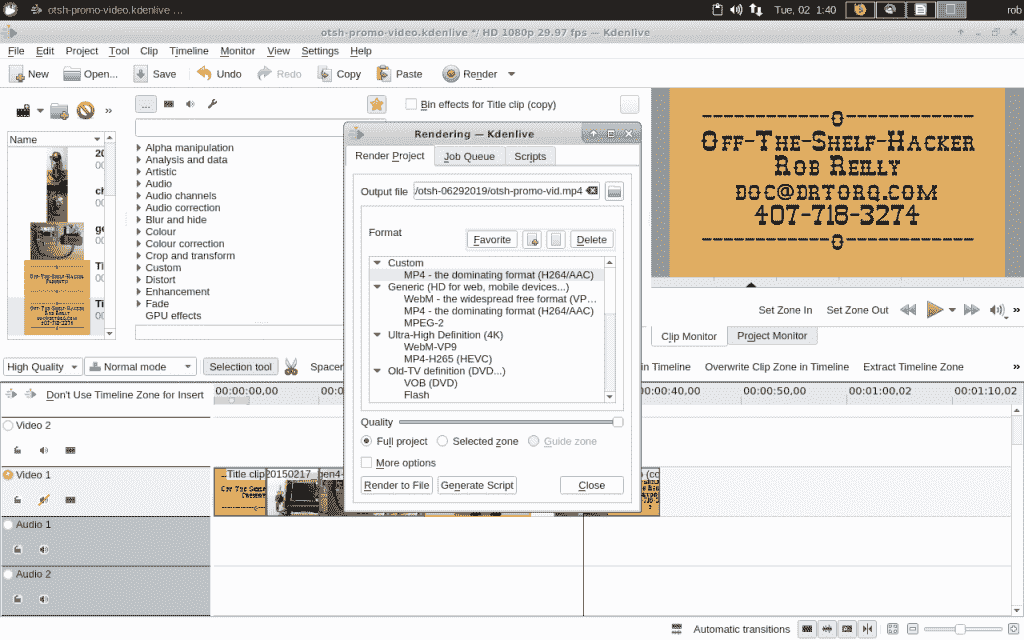 otsh-promo-video.kdenlive ...
Tue, 02 1:40
rob
otsh-promo-video.kdenlive */ HD 1080p 29.97 fps — Kdenlive
File Edit Project Tool Clip Timeline Monitor View Settings Help
New Open... Save Undo Redo Copy Paste Render
... Bin effects for Title clip (copy)
Name
Alpha manipulation
Analysis and data
Artistic
Audio
Audio channels
Audio correction
Blur and hide
Colour
Colour correction
Crop and transform
Custom
Distort
Enhancement
Fade
GPU effects
Rendering — Kdenlive
Render Project Job Queue Scripts
Output file /otsh-06292019/otsh-promo-vid.mp4
Format
Favorite Delete
Custom
MP4 - the dominating format (H264/AAC)
Generic (HD for web, mobile devices...)
WebM - the widespread free format (VP...
MP4 - the dominating format (H264/AAC)
MPEG-2
Ultra-High Definition (4K)
WebM-VP9
MP4-H265 (HEVC)
Old-TV definition (DVD...)
VOB (DVD)
Flash
Quality
Full project Selected zone Guide zone
More options
Render to File Generate Script Close
Off-The-Shelf-Hacker
Rob Reilly
doc@drtorq.com
407-718-3274
Set Zone In Set Zone Out »
Clip Monitor Project Monitor
High Quality Normal mode Selection tool Spacer
in Timeline Overwrite Clip Zone in Timeline Extract Timeline Zone »
Don't Use Timeline Zone for Insert
00:00:00,00 00:0 00:40,00 00:00:50,00 00:01:00,02 00:01:10,02
Video 2
Video 1
Title clip 20150217 gen4-
Audio 1
Audio 2
Automatic transitions